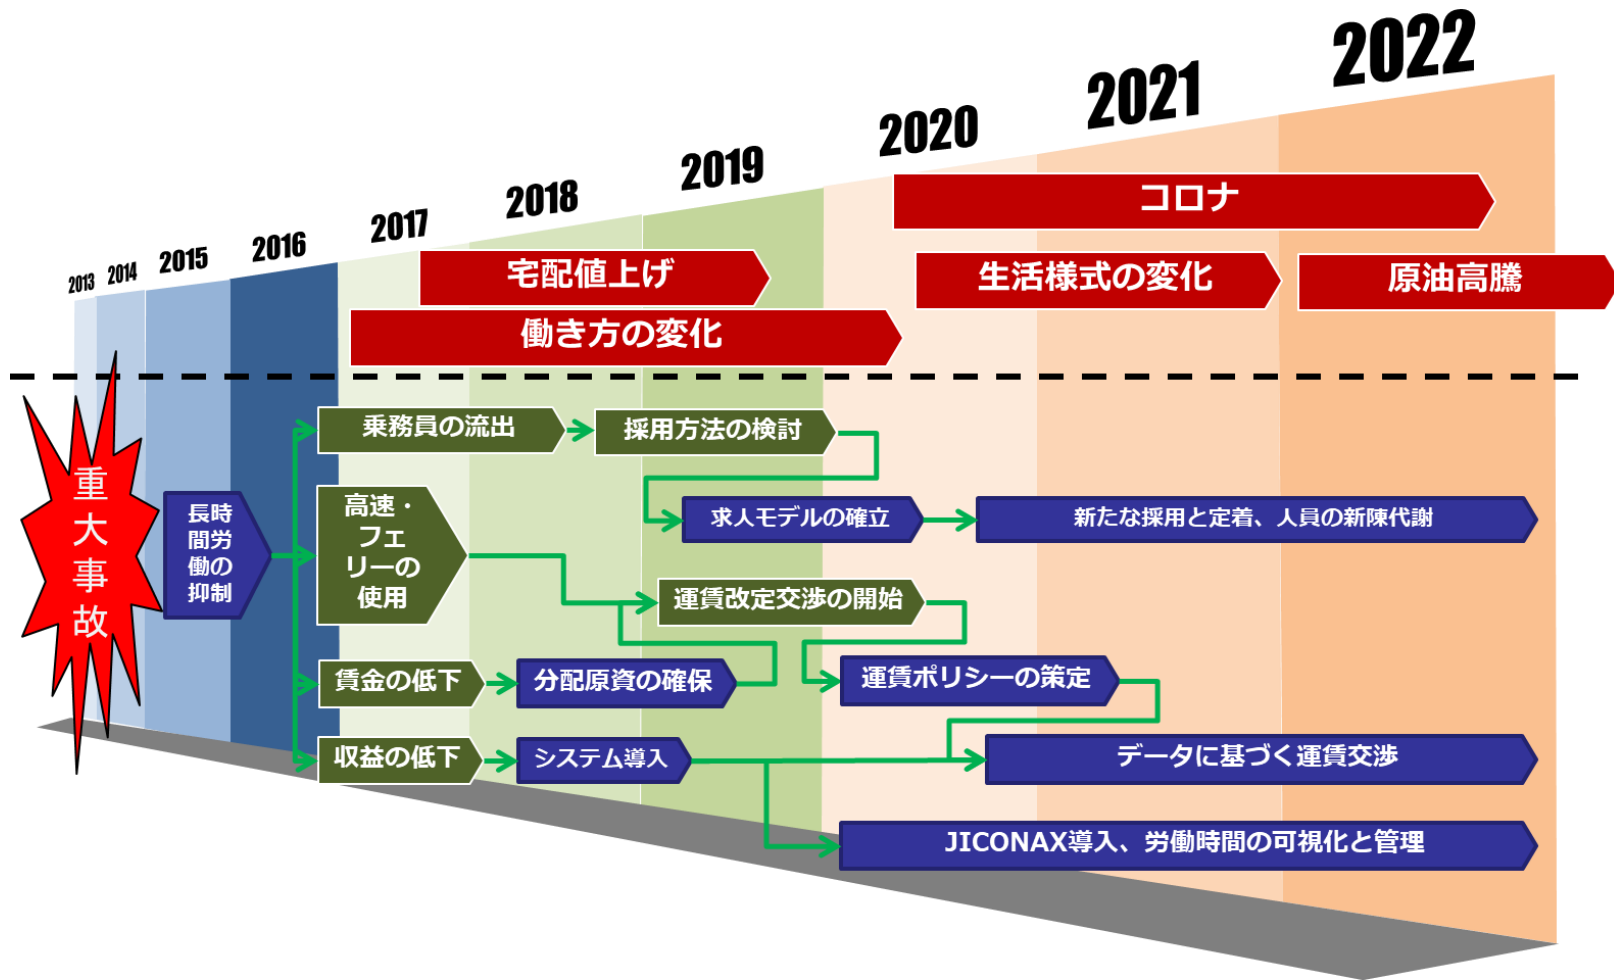 2013
2014
2015
2016
2017
2018
2019
2020
2021
2022
コロナ
宅配値上げ
生活様式の変化
原油高騰
働き方の変化
重
大
事
故
長時
間労
働の
抑制
乗務員の流出
採用方法の検討
高速・
フェ
リーの
使用
求人モデルの確立
新たな採用と定着、人員の新陳代謝
運賃改定交渉の開始
賃金の低下
分配原資の確保
運賃ポリシーの策定
収益の低下
システム導入
データに基づく運賃交渉
JICONAX導入、労働時間の可視化と管理